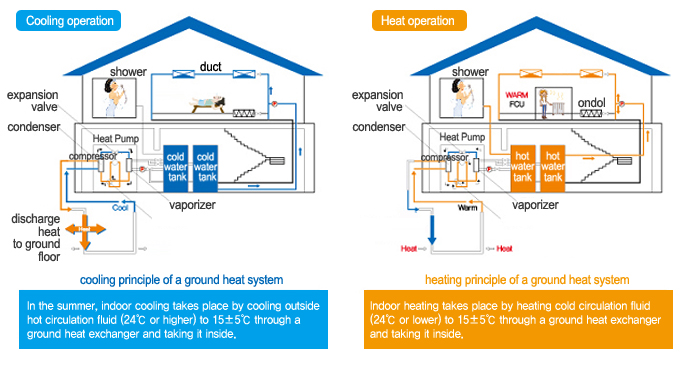 Cooling operation
shower
duct
expansion
valve
condenser
Heat Pump
compressor
cold
water
tank
cold
water
tank
P
P
vaporizer
Cool
discharge
heat
to ground
floor
Heat
cooling principle of a ground heat system
In the summer, indoor cooling takes place by cooling outside
hot circulation fluid (24℃ or higher) to 15±5℃ through a
ground heat exchanger and taking it inside.
Heat operation
shower
WARM
FCU
ondol
expansion
valve
condenser
Heat Pump
compressor
hot
water
tank
hot
water
tank
P
P
vaporizer
Warm
Heat
Heat
heating principle of a ground heat system
Indoor heating takes place by heating cold circulation fluid
(24℃ or lower) to 15±5℃ through a ground heat exchanger
and taking it inside.